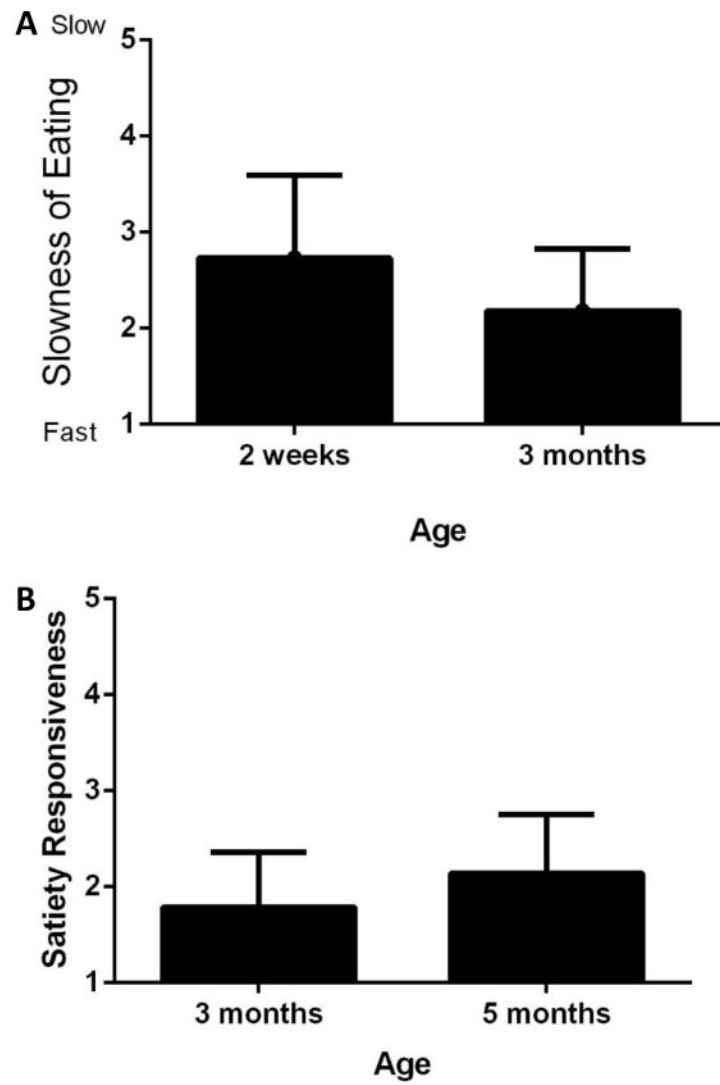 A
Slow
5
Slowness of Eating
4
3
2
1
Fast
2 weeks 3 months
Age
B
5
Satiety Responsiveness
4
3
2
1
3 months 5 months
Age